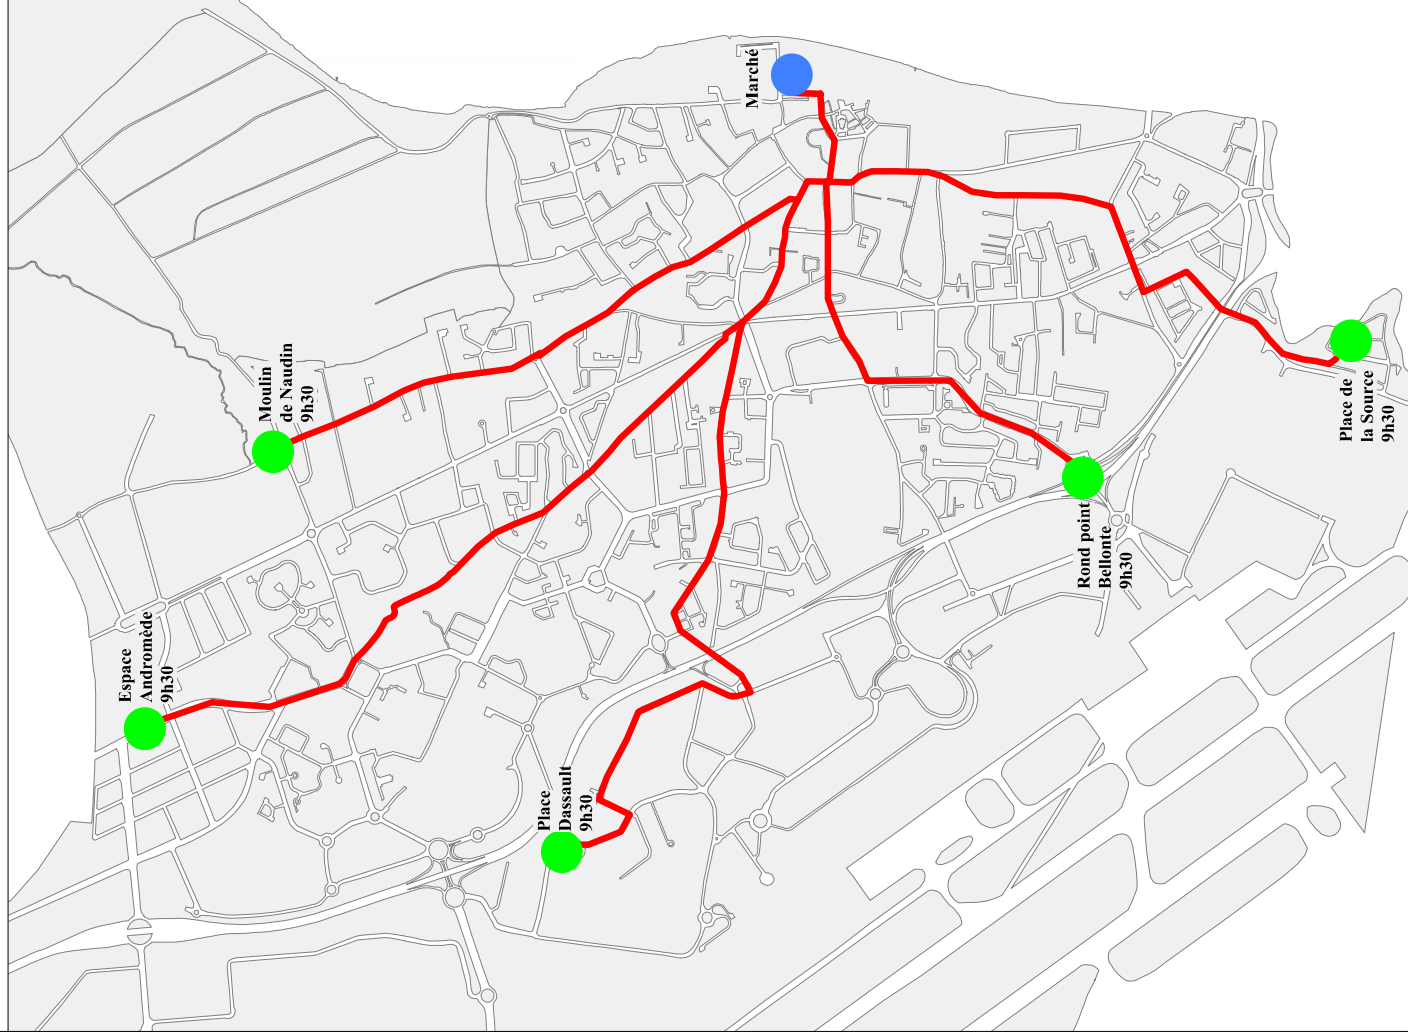 Marché
Moulin
de Naudin
9h30
Place de
la Source
9h30
Rond point
Bellonte
9h30
Espace
Andromède
9h30
Place
Dassault
9h30